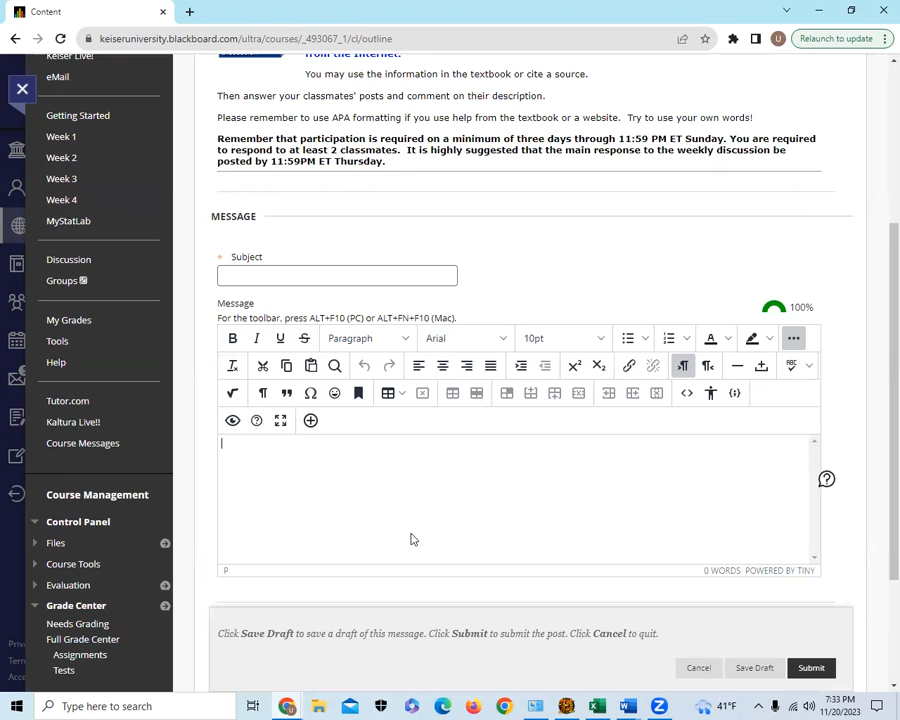 Content
keiseruniversity.blackboard.com/ultra/courses/_493067_1/cl/outline
U
Relaunch to update
Keiser Live!
eMail
Getting Started
Week 1
Week 2
Week 3
Week 4
MyStatLab
Discussion
Groups
My Grades
Tools
Help
Tutor.com
Kaltura Live!!
Course Messages
Course Management
Control Panel
Files
Course Tools
Evaluation
Grade Center
Needs Grading
Full Grade Center
Assignments
Tests
from the Internet.
You may use the information in the textbook or cite a source.
Then answer your classmates' posts and comment on their description.
Please remember to use APA formatting if you use help from the textbook or a website.  Try to use your own words!
Remember that participation is required on a minimum of three days through 11:59 PM ET Sunday. You are required
to respond to at least 2 classmates.  It is highly suggested that the main response to the weekly discussion be
posted by 11:59PM ET Thursday.
MESSAGE
* Subject
Message
For the toolbar, press ALT+F10 (PC) or ALT+FN+F10 (Mac).
100%
B I U S Paragraph Arial 10pt A
P
0 WORDS POWERED BY TINY
Click Save Draft to save a draft of this message. Click Submit to submit the post. Click Cancel to quit.
Cancel Save Draft Submit
Type here to search
41°F
7:33 PM
11/20/2023